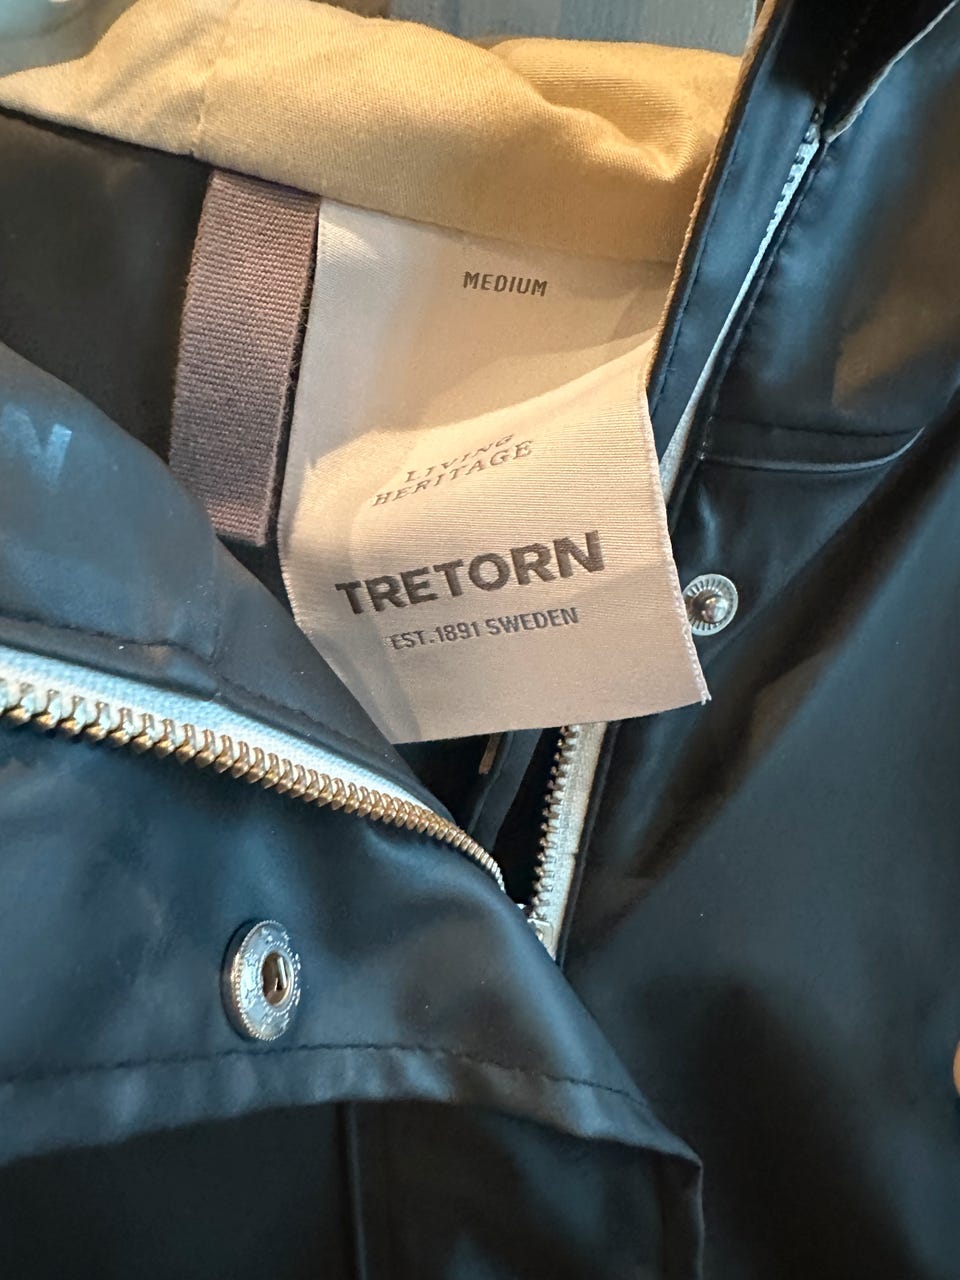 MEDIUM
LIVING
HERITAGE
TRETORN
EST.1891 SWEDEN